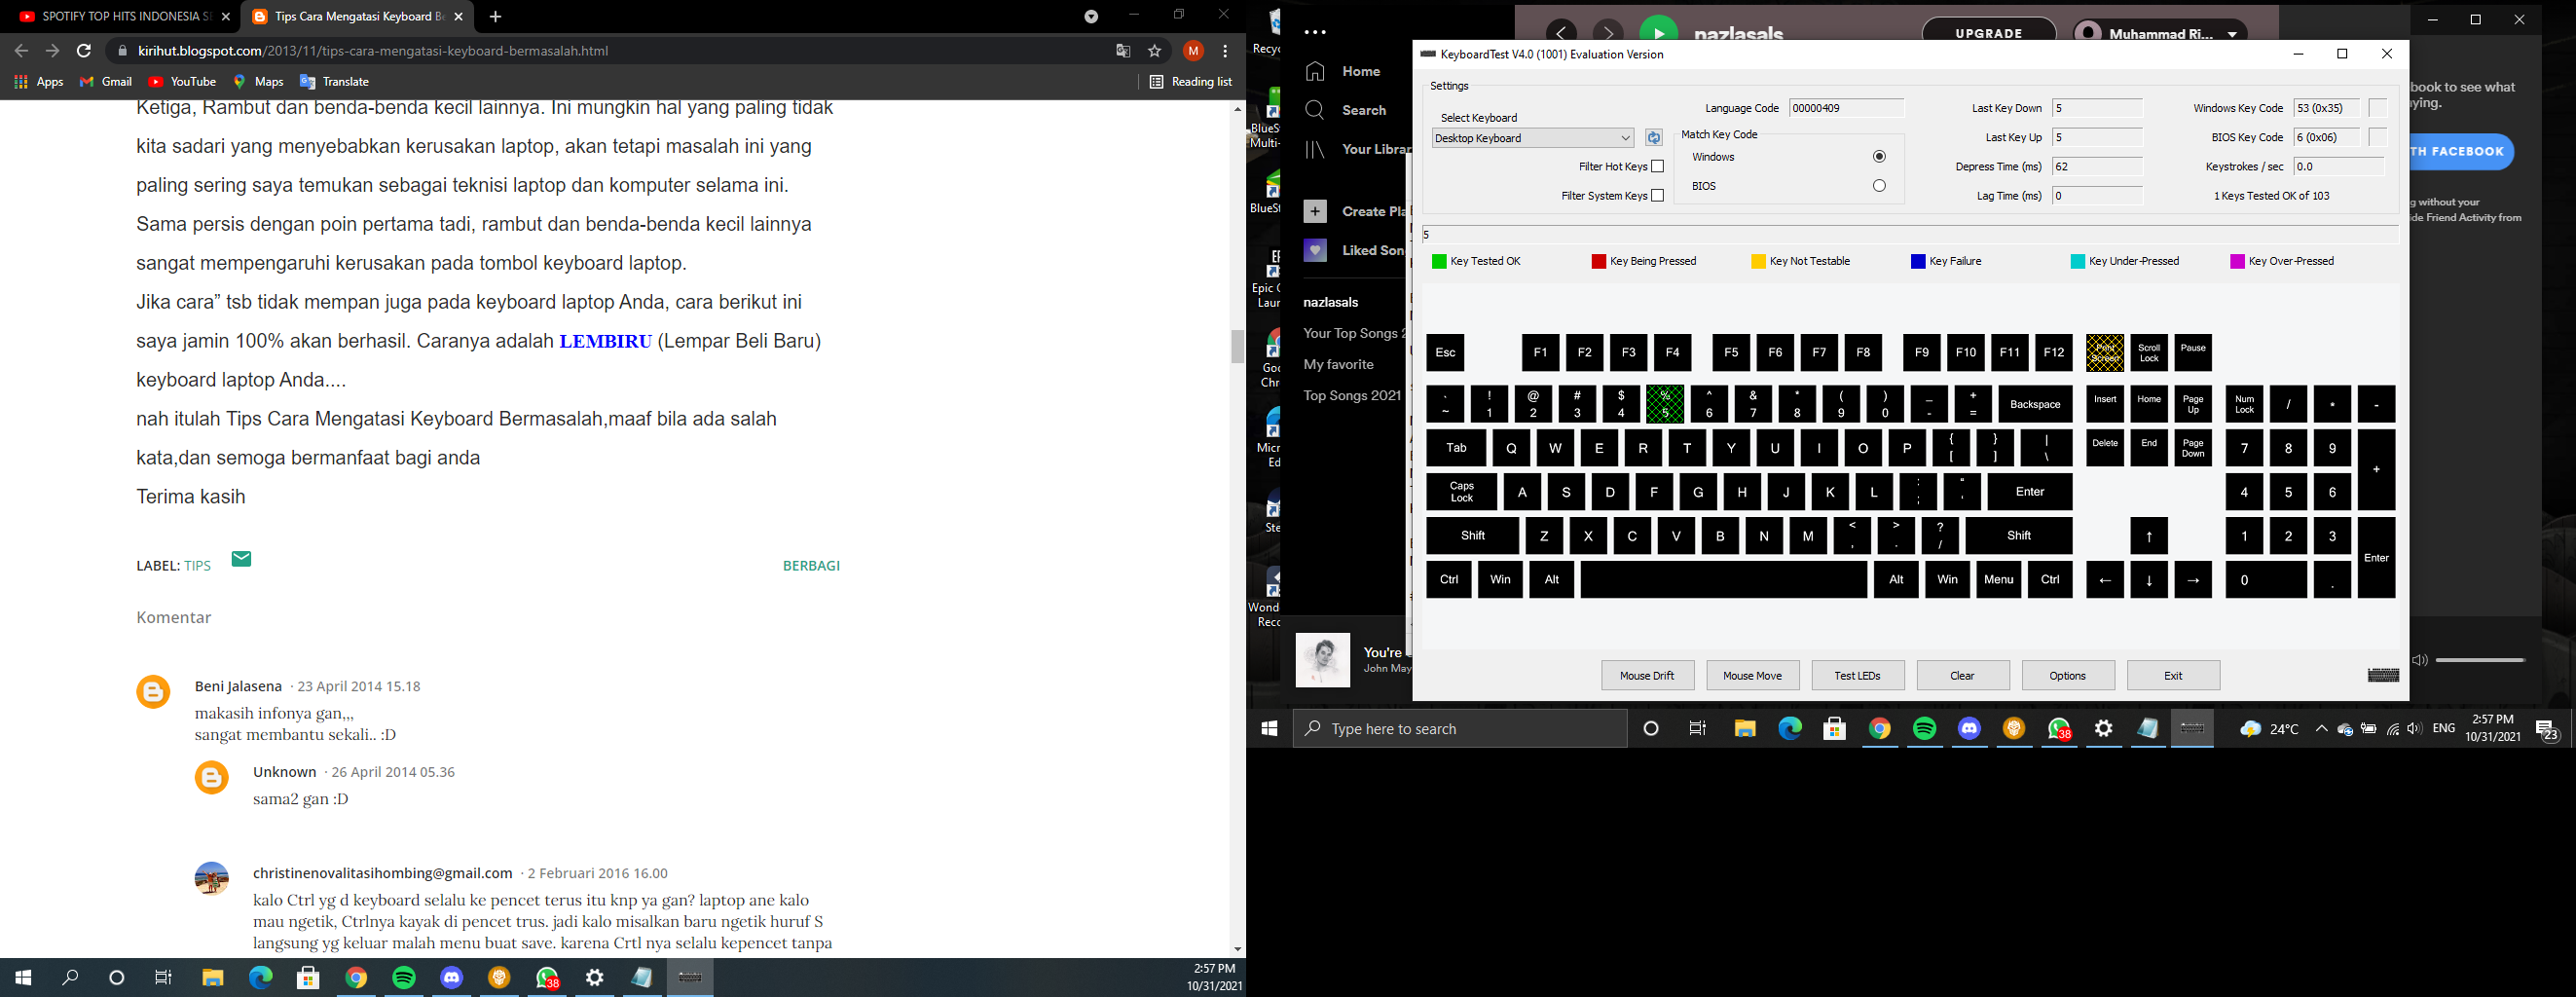 SPOTIFY TOP HITS INDONESIA S
Tips Cara Mengatasi Keyboard Be
kirihut.blogspot.com/2013/11/tips-cara-mengatasi-keyboard-bermasalah.html
M
Apps
Gmail
YouTube
Maps
Translate
Reading list
Ketiga, Rambut dan benda-benda kecil lainnya. Ini mungkin hal yang paling tidak
kita sadari yang menyebabkan kerusakan laptop, akan tetapi masalah ini yang
paling sering saya temukan sebagai teknisi laptop dan komputer selama ini.
Sama persis dengan poin pertama tadi, rambut dan benda-benda kecil lainnya
sangat mempengaruhi kerusakan pada tombol keyboard laptop.
Jika cara” tsb tidak mempan juga pada keyboard laptop Anda, cara berikut ini
saya jamin 100% akan berhasil. Caranya adalah LEMBIRU (Lempar Beli Baru)
keyboard laptop Anda....
nah itulah Tips Cara Mengatasi Keyboard Bermasalah,maaf bila ada salah
kata,dan semoga bermanfaat bagi anda
Terima kasih
LABEL: TIPS
BERBAGI
Komentar
Beni Jalasena · 23 April 2014 15.18
makasih infonya gan,,,
sangat membantu sekali.. :D
Unknown · 26 April 2014 05.36
sama2 gan :D
christinenovalitasihombing@gmail.com · 2 Februari 2016 16.00
kalo Ctrl yg d keyboard selalu ke pencet terus itu knp ya gan? laptop ane kalo
mau ngetik, Ctrlnya kayak di pencet trus. jadi kalo misalkan baru ngetik huruf S
langsung yg keluar malah menu buat save. karena Crtl nya selalu kepencet tanpa
38
2:57 PM
10/31/2021
Recyc
BlueSt
Multi-
BlueSt
Epic G
Laur
Goo
Chr
Micr
Ed
Ste
Wond
Reco
Home
Search
Your Librar
Create Pla
Liked Son
nazlasals
Your Top Songs 2
My favorite
Top Songs 2021
You're
John May
nazlasals
UPGRADE
Muhammad Ri...
book to see what
ying.
TH FACEBOOK
g without your
ide Friend Activity from
KeyboardTest V4.0 (1001) Evaluation Version
Settings
Select Keyboard
Desktop Keyboard
Language Code 00000409
Match Key Code
Windows
BIOS
Filter Hot Keys
Filter System Keys
Last Key Down 5
Last Key Up 5
Depress Time (ms) 62
Lag Time (ms) 0
Windows Key Code 53 (0x35)
BIOS Key Code 6 (0x06)
Keystrokes / sec 0.0
1 Keys Tested OK of 103
5
Key Tested OK Key Being Pressed Key Not Testable Key Failure Key Under-Pressed Key Over-Pressed
Esc F1 F2 F3 F4 F5 F6 F7 F8 F9 F10 F11 F12 Print Screen Scroll Lock Pause
` ~ ! 1 @ 2 # 3 $ 4 % 5 ^ 6 & 7 * 8 ( 9 ) 0 _ - + = Backspace Insert Home Page Up Num Lock / * -
Tab Q W E R T Y U I O P { [ } ] | \ Delete End Page Down 7 8 9 +
Caps Lock A S D F G H J K L : ; " ' Enter 4 5 6
Shift Z X C V B N M < , > . ? / Shift ↑ 1 2 3 Enter
Ctrl Win Alt Alt Win Menu Ctrl ← ↓ → 0 .
Mouse Drift Mouse Move Test LEDs Clear Options Exit
Type here to search
38
24°C
ENG
2:57 PM
10/31/2021
23